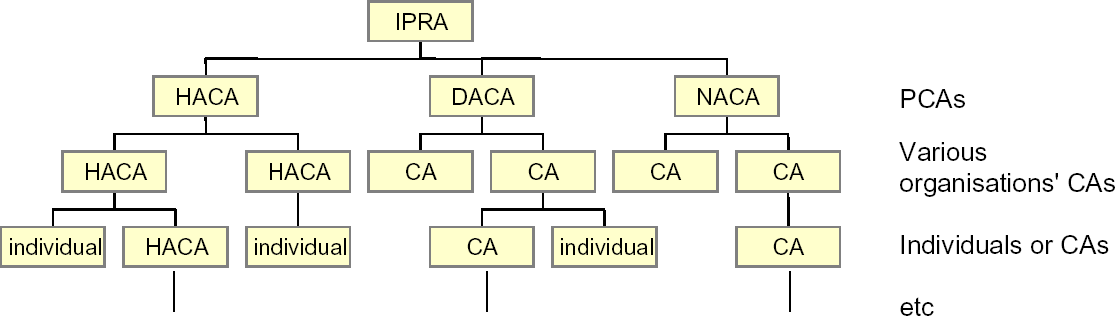 IPRA
HACA DACA NACA PCAs
HACA HACA CA CA CA CA Various
organisations' CAs
individual HACA individual CA individual CA Individuals or CAs
etc